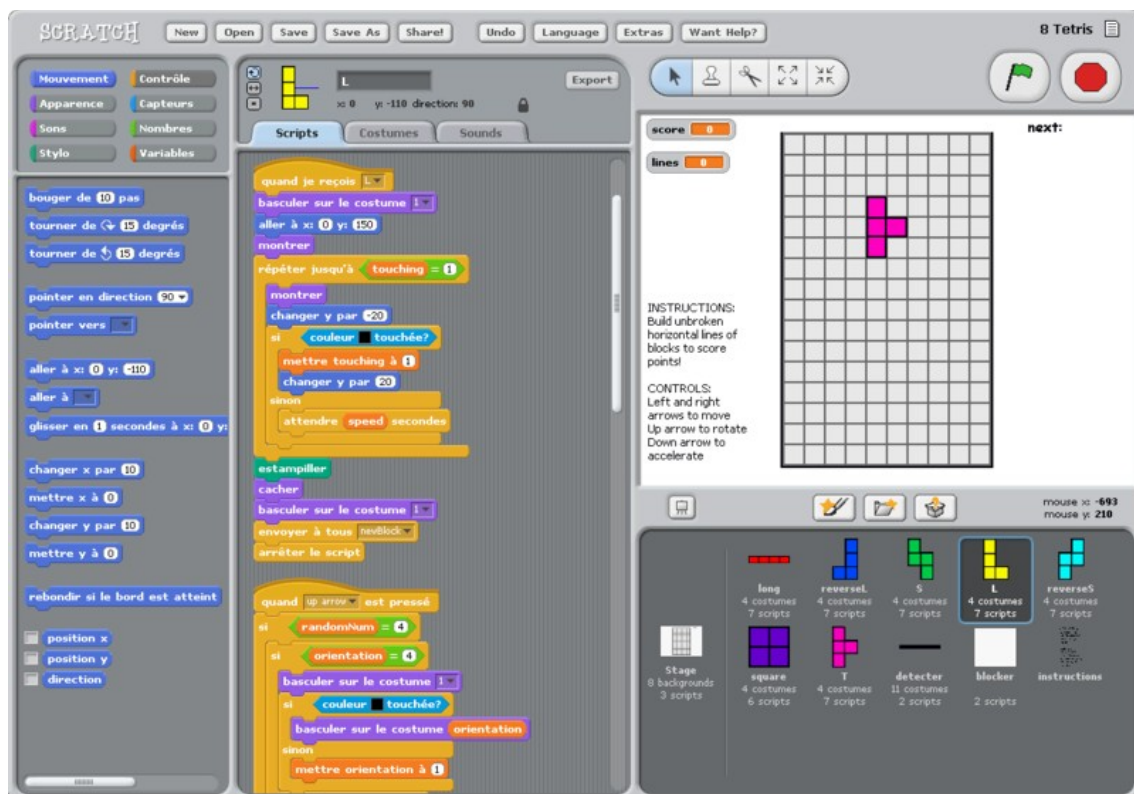 SCRATCH
New
Open
Save
Save As
Share!
Undo
Language
Extras
Want Help?
8 Tetris
Mouvement
Contrôle
Apparence
Capteurs
Sons
Nombres
Stylo
Variables
bouger de 10 pas
tourner de 15 degrés
tourner de 15 degrés
pointer en direction 90
pointer vers
aller à x: 0 y: -110
aller à
glisser en 1 secondes à x: 0 y:
changer x par 10
mettre x à 0
changer y par 10
mettre y à 0
rebondir si le bord est atteint
position x
position y
direction
L
Export
x: 0 y: -110 direction: 90
Scripts
Costumes
Sounds
quand je reçois L
basculer sur le costume 1
aller à x: 0 y: 150
montrer
répéter jusqu'à touching = 1
montrer
changer y par -20
si couleur touchée?
mettre touching à 1
changer y par 20
sinon
attendre speed secondes
estampiller
cacher
basculer sur le costume 1
envoyer à tous newBlock
arrêter le script
quand up arrow est pressé
si randomNum = 4
si orientation = 4
basculer sur le costume 1
si couleur touchée?
basculer sur le costume orientation
sinon
mettre orientation à 1
score 0
lines 0
next:
INSTRUCTIONS:
Build unbroken
horizontal lines of
blocks to score
points!
CONTROLS:
Left and right
arrows to move
Up arrow to rotate
Down arrow to
accelerate
mouse x: -693
mouse y: 210
long
4 costumes
7 scripts
reverseL
4 costumes
7 scripts
S
4 costumes
7 scripts
L
4 costumes
7 scripts
reverseS
4 costumes
7 scripts
Stage
8 backgrounds
3 scripts
square
4 costumes
6 scripts
T
4 costumes
7 scripts
detecter
11 costumes
2 scripts
blocker
2 scripts
instructions